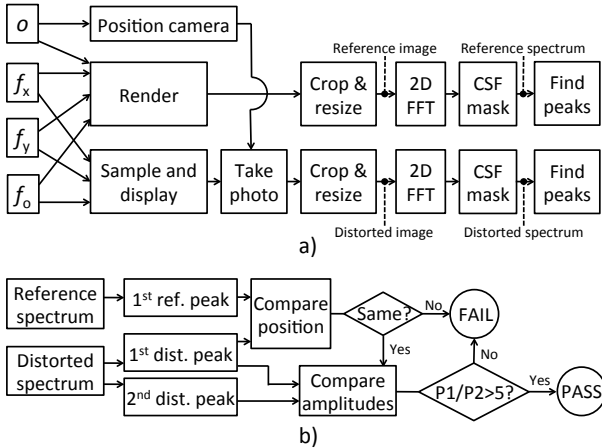 o
Position camera
Reference image
Reference spectrum
f_x
Render
Crop &
resize
2D
FFT
CSF
mask
Find
peaks
f_y
f_o
Sample and
display
Take
photo
Crop &
resize
2D
FFT
CSF
mask
Find
peaks
Distorted image
Distorted spectrum
a)
Reference
spectrum
1st ref. peak
Compare
position
Same?
No
FAIL
Yes
No
Distorted
spectrum
1st dist. peak
2nd dist. peak
Compare
amplitudes
P1/P2>5?
Yes
PASS
b)